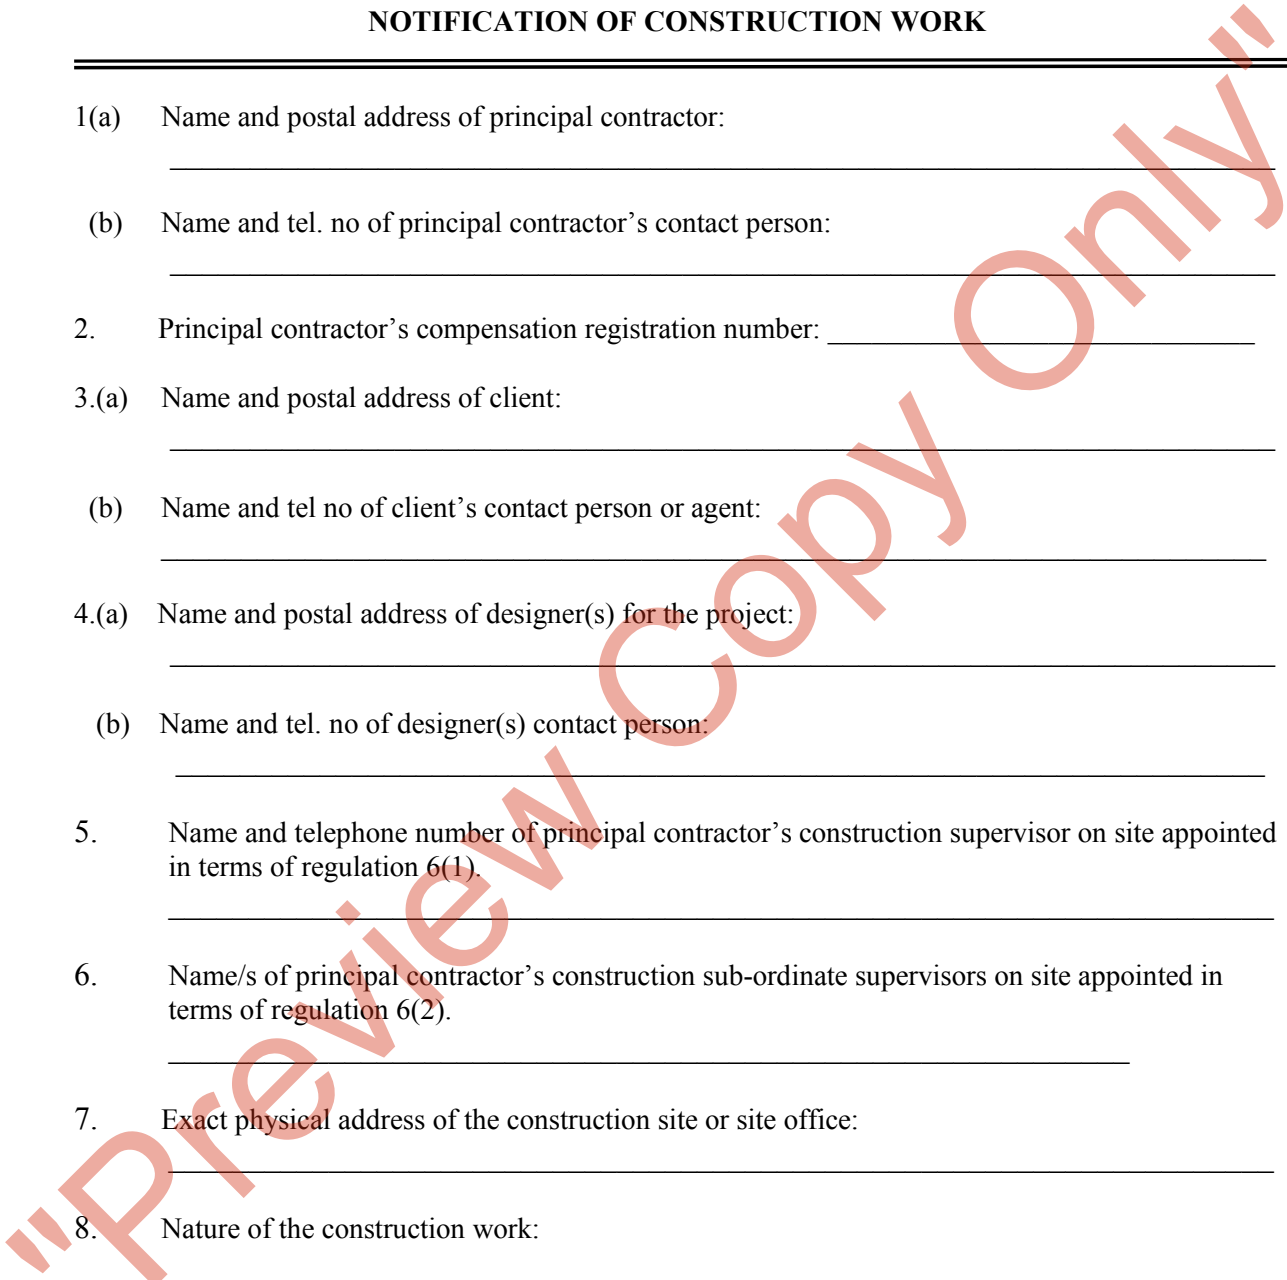 NOTIFICATION OF CONSTRUCTION WORK
1(a) Name and postal address of principal contractor:
(b) Name and tel. no of principal contractor’s contact person:
2. Principal contractor’s compensation registration number:
3.(a) Name and postal address of client:
(b) Name and tel no of client’s contact person or agent:
4.(a) Name and postal address of designer(s) for the project:
(b) Name and tel. no of designer(s) contact person:
5. Name and telephone number of principal contractor’s construction supervisor on site appointed
in terms of regulation 6(1).
6. Name/s of principal contractor’s construction sub-ordinate supervisors on site appointed in
terms of regulation 6(2).
7. Exact physical address of the construction site or site office:
8. Nature of the construction work:
"Preview Copy Only"